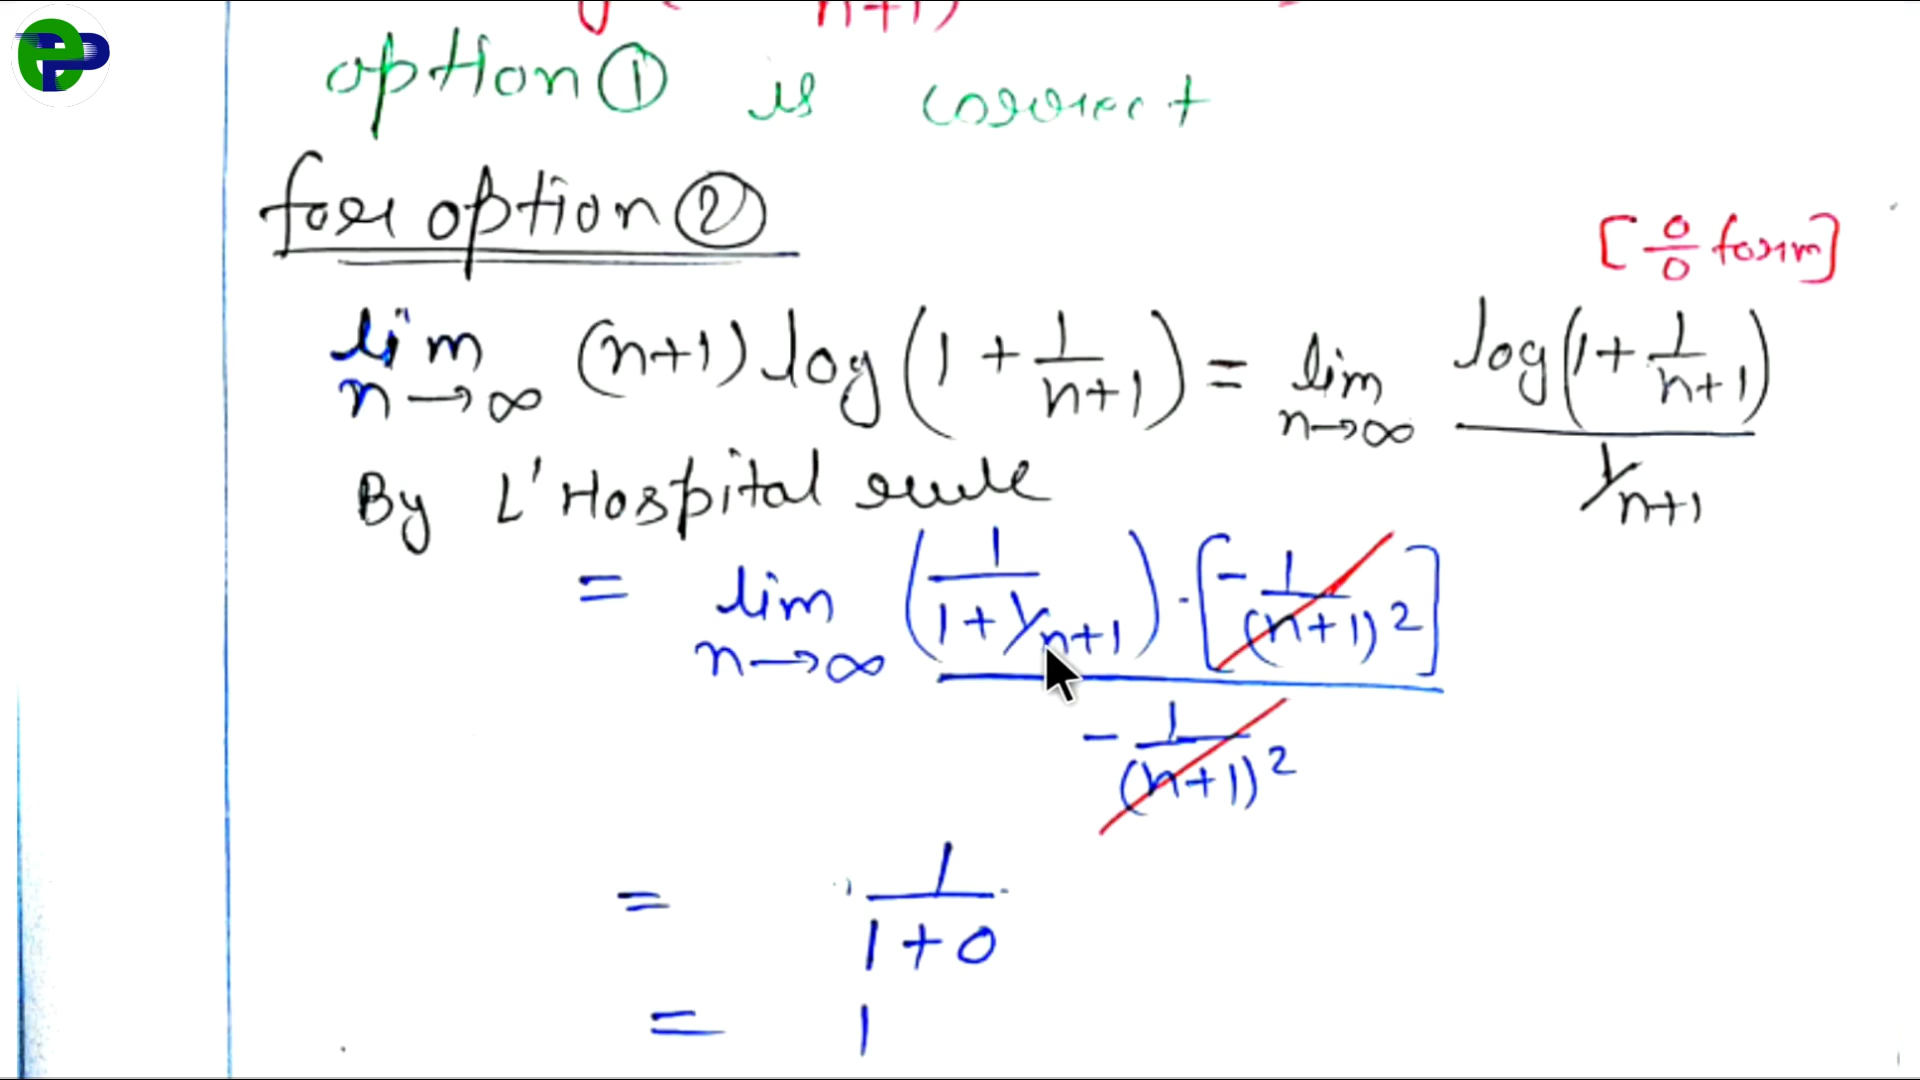 eP
n+1)
option ① is correct
for option ②
[0/0 form]
lim n→∞ (n+1) log(1 + 1/(n+1)) = lim n→∞ log(1 + 1/(n+1)) / (1/(n+1))
By L'Hospital rule
= lim n→∞ (1/(1 + 1/(n+1))) · [-1/(n+1)²] / (-1/(n+1)²)
= 1/(1+0)
= 1